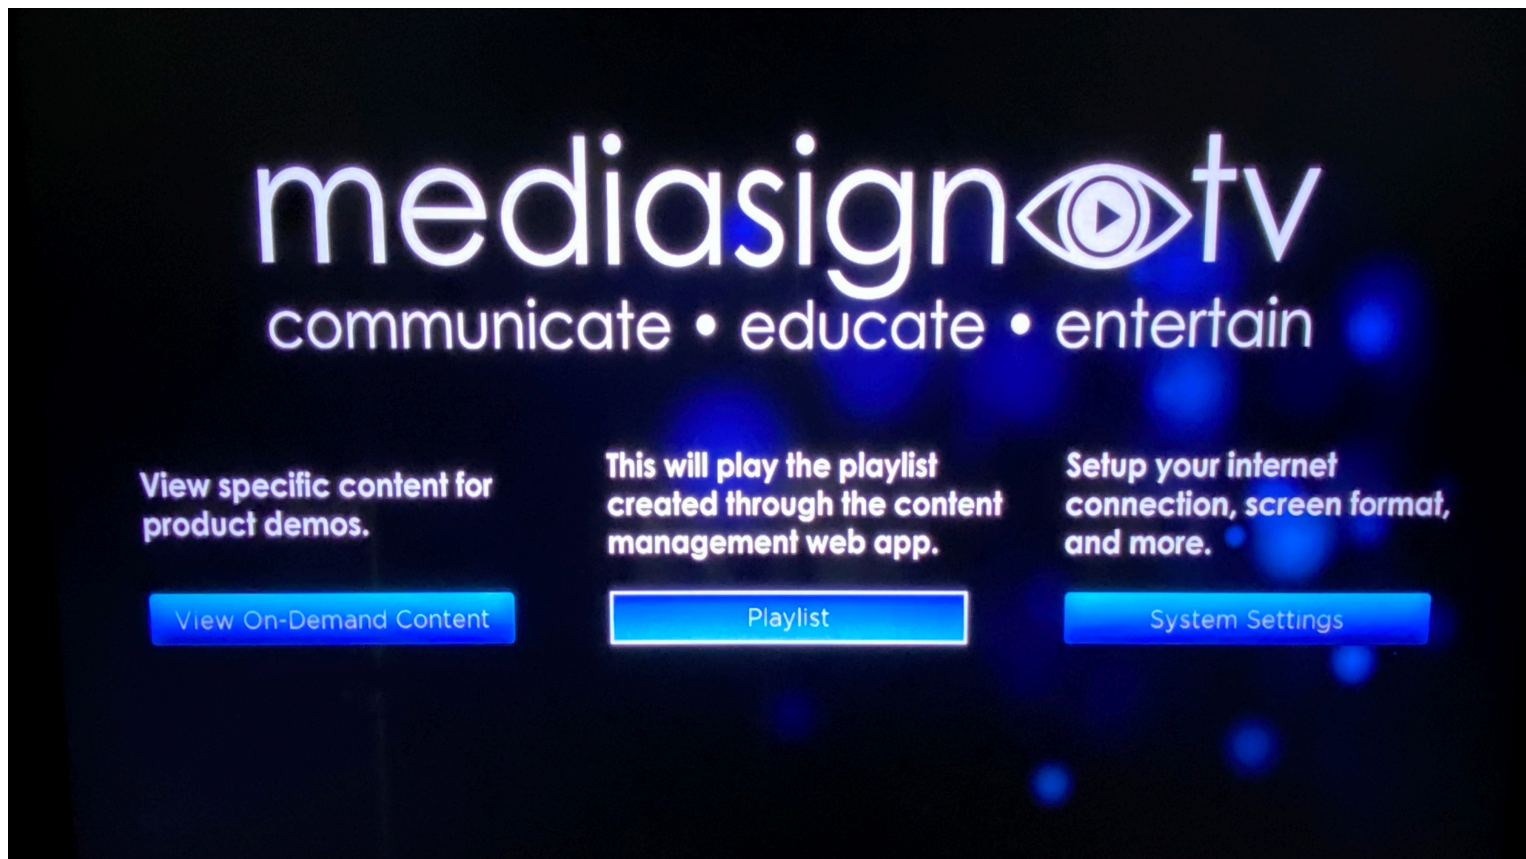 mediasign tv
communicate • educate • entertain
View specific content for
product demos.
This will play the playlist
created through the content
management web app.
Setup your internet
connection, screen format,
and more.
View On-Demand Content
Playlist
System Settings